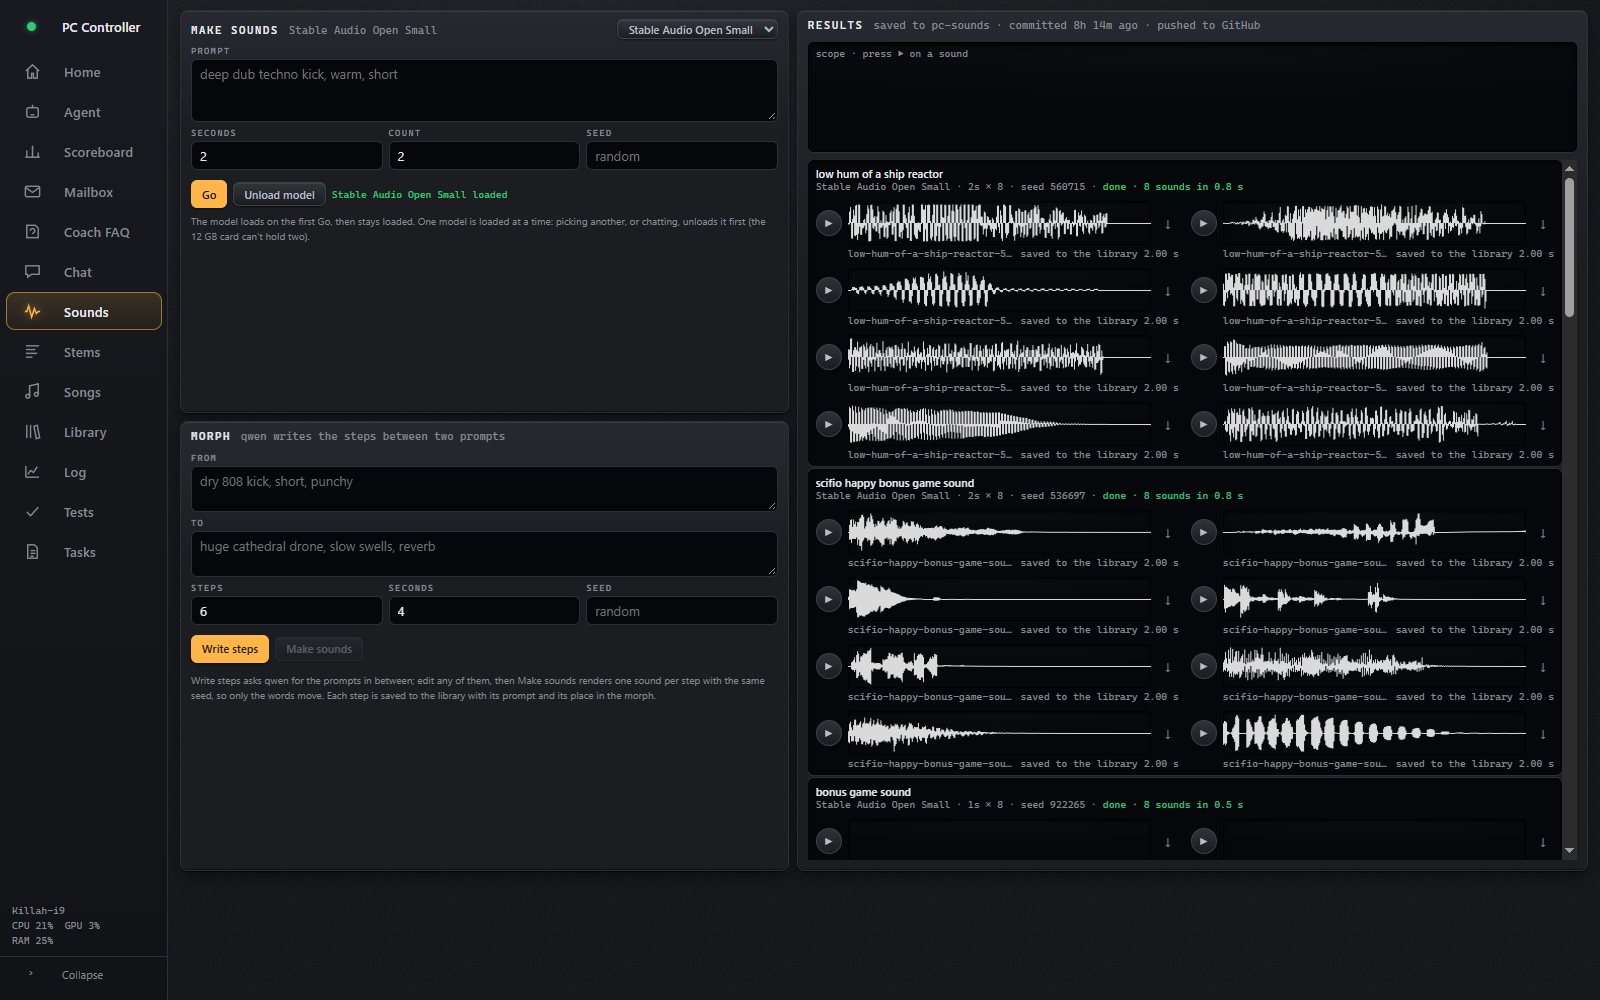 PC Controller
Home
Agent
Scoreboard
Mailbox
Coach FAQ
Chat
Sounds
Stems
Songs
Library
Log
Tests
Tasks
Killah-i9
CPU 21% GPU 3%
RAM 25%
Collapse
MAKE SOUNDS Stable Audio Open Small
Stable Audio Open Small
PROMPT
deep dub techno kick, warm, short
SECONDS COUNT SEED
2 2 random
Go Unload model Stable Audio Open Small loaded
The model loads on the first Go, then stays loaded. One model is loaded at a time: picking another, or chatting, unloads it first (the
12 GB card can't hold two).
MORPH qwen writes the steps between two prompts
FROM
dry 808 kick, short, punchy
TO
huge cathedral drone, slow swells, reverb
STEPS SECONDS SEED
6 4 random
Write steps Make sounds
Write steps asks qwen for the prompts in between; edit any of them, then Make sounds renders one sound per step with the same
seed, so only the words move. Each step is saved to the library with its prompt and its place in the morph.
RESULTS saved to pc-sounds · committed 8h 14m ago · pushed to GitHub
scope · press ▶ on a sound
low hum of a ship reactor
Stable Audio Open Small · 2s × 8 · seed 560715 · done · 8 sounds in 0.8 s
low-hum-of-a-ship-reactor-5… saved to the library 2.00 s low-hum-of-a-ship-reactor-5… saved to the library 2.00 s
low-hum-of-a-ship-reactor-5… saved to the library 2.00 s low-hum-of-a-ship-reactor-5… saved to the library 2.00 s
low-hum-of-a-ship-reactor-5… saved to the library 2.00 s low-hum-of-a-ship-reactor-5… saved to the library 2.00 s
low-hum-of-a-ship-reactor-5… saved to the library 2.00 s low-hum-of-a-ship-reactor-5… saved to the library 2.00 s
scifio happy bonus game sound
Stable Audio Open Small · 2s × 8 · seed 536697 · done · 8 sounds in 0.8 s
scifio-happy-bonus-game-sou… saved to the library 2.00 s scifio-happy-bonus-game-sou… saved to the library 2.00 s
scifio-happy-bonus-game-sou… saved to the library 2.00 s scifio-happy-bonus-game-sou… saved to the library 2.00 s
scifio-happy-bonus-game-sou… saved to the library 2.00 s scifio-happy-bonus-game-sou… saved to the library 2.00 s
scifio-happy-bonus-game-sou… saved to the library 2.00 s scifio-happy-bonus-game-sou… saved to the library 2.00 s
bonus game sound
Stable Audio Open Small · 1s × 8 · seed 922265 · done · 8 sounds in 0.5 s